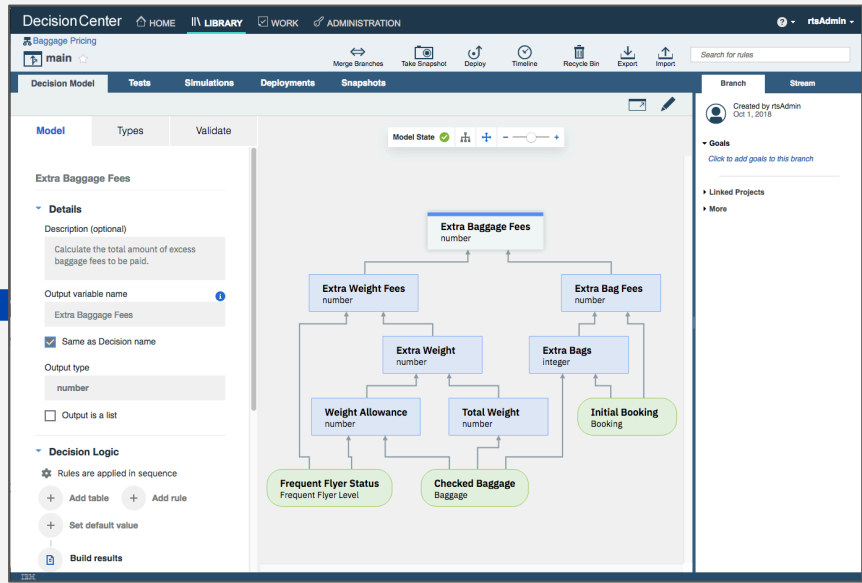 Decision Center HOME LIBRARY WORK ADMINISTRATION ? rtsAdmin
Baggage Pricing
main
Merge Branches Take Snapshot Deploy Timeline Recycle Bin Export Import
Search for rules
Decision Model Tests Simulations Deployments Snapshots
Branch Stream
Model Types Validate
Model State - +
Created by rtsAdmin
Oct 1, 2018
Goals
Click to add goals to this branch
Linked Projects
More
Extra Baggage Fees
Details
Description (optional)
Calculate the total amount of excess
baggage fees to be paid.
Output variable name
Extra Baggage Fees
Same as Decision name
Output type
number
Output is a list
Decision Logic
Rules are applied in sequence
+ Add table + Add rule
+ Set default value
Build results
Extra Baggage Fees
number
Extra Weight Fees
number
Extra Bag Fees
number
Extra Weight
number
Extra Bags
integer
Weight Allowance
number
Total Weight
number
Initial Booking
Booking
Frequent Flyer Status
Frequent Flyer Level
Checked Baggage
Baggage
IBM